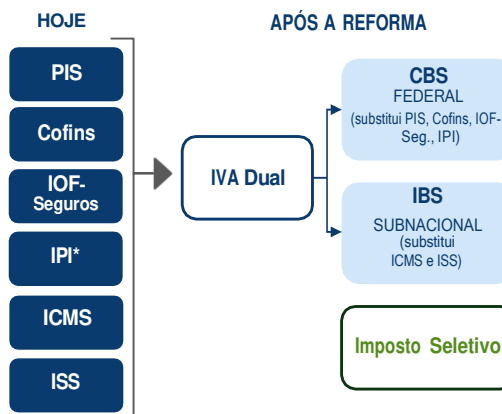 HOJE
PIS
Cofins
IOF-
Seguros
IPI*
ICMS
ISS
IVA Dual
APÓS A REFORMA
CBS
FEDERAL
(substitui PIS, Cofins, IOF-
Seg., IPI)
IBS
SUBNACIONAL
(substitui
ICMS e ISS)
Imposto Seletivo